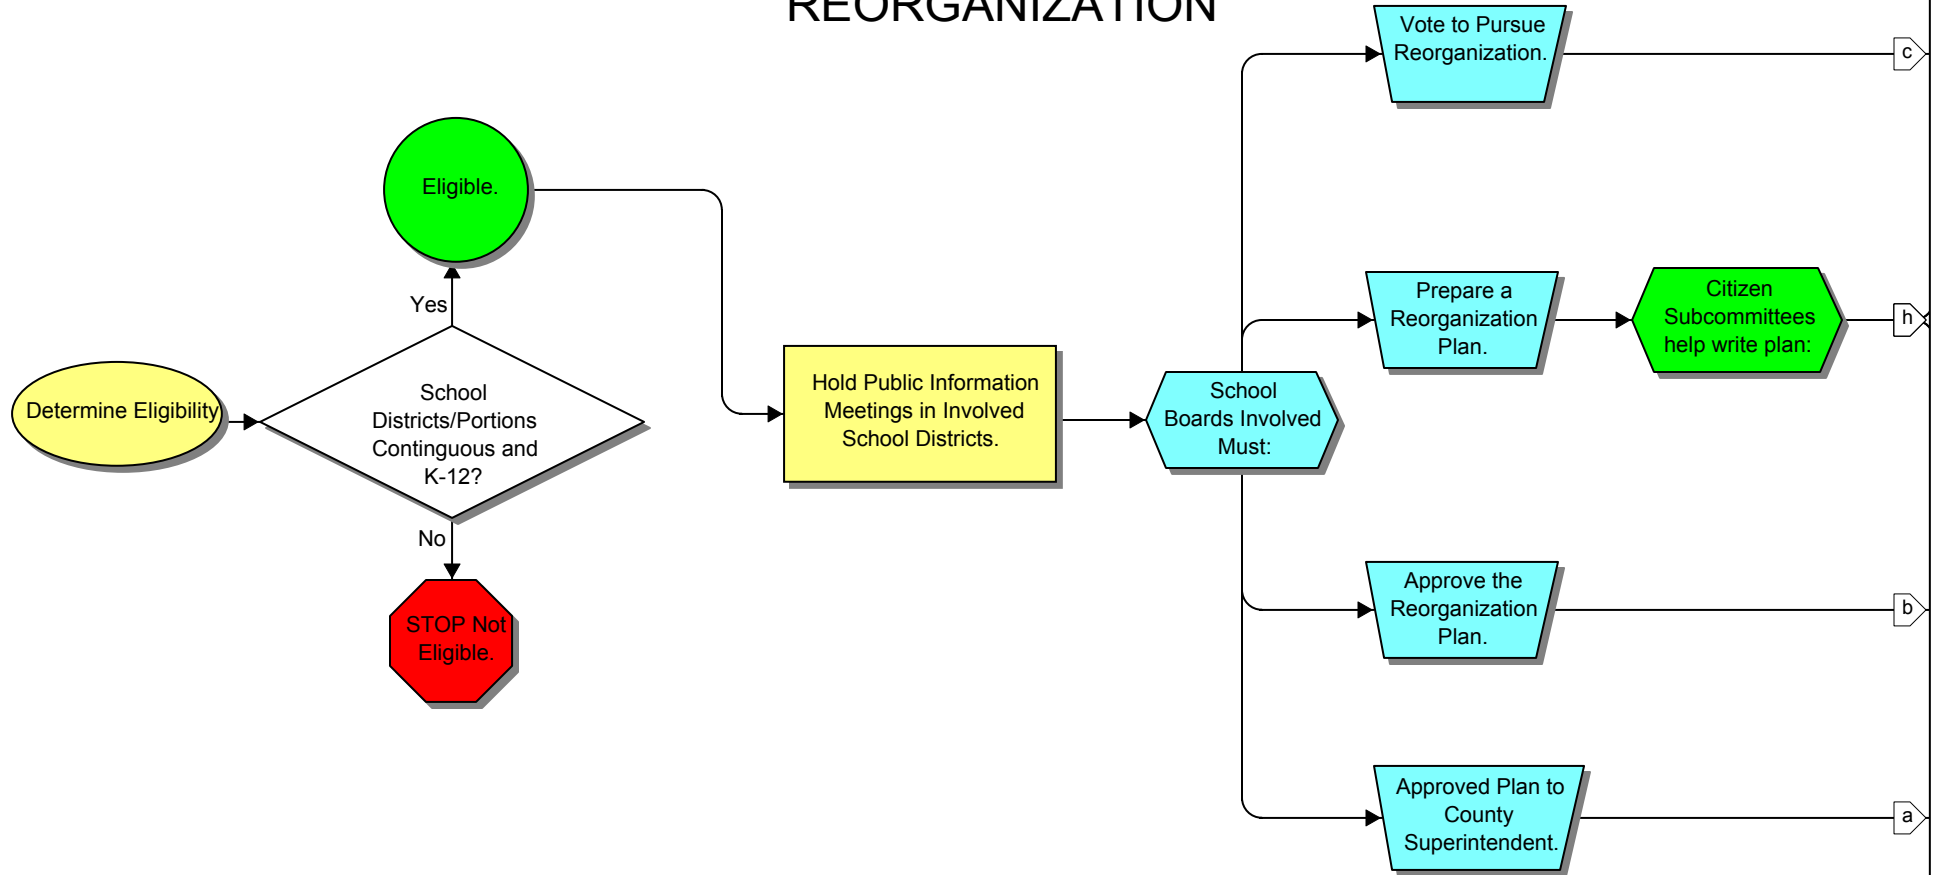 REORGANIZATION
Vote to Pursue
Reorganization.
c
Eligible.
Yes
Determine Eligibility
School
Districts/Portions
Continguous and
K-12?
No
STOP Not
Eligible.
Hold Public Information
Meetings in Involved
School Districts.
School
Boards Involved
Must:
Prepare a
Reorganization
Plan.
Citizen
Subcommittees
help write plan:
h
Approve the
Reorganization
Plan.
b
Approved Plan to
County
Superintendent.
a